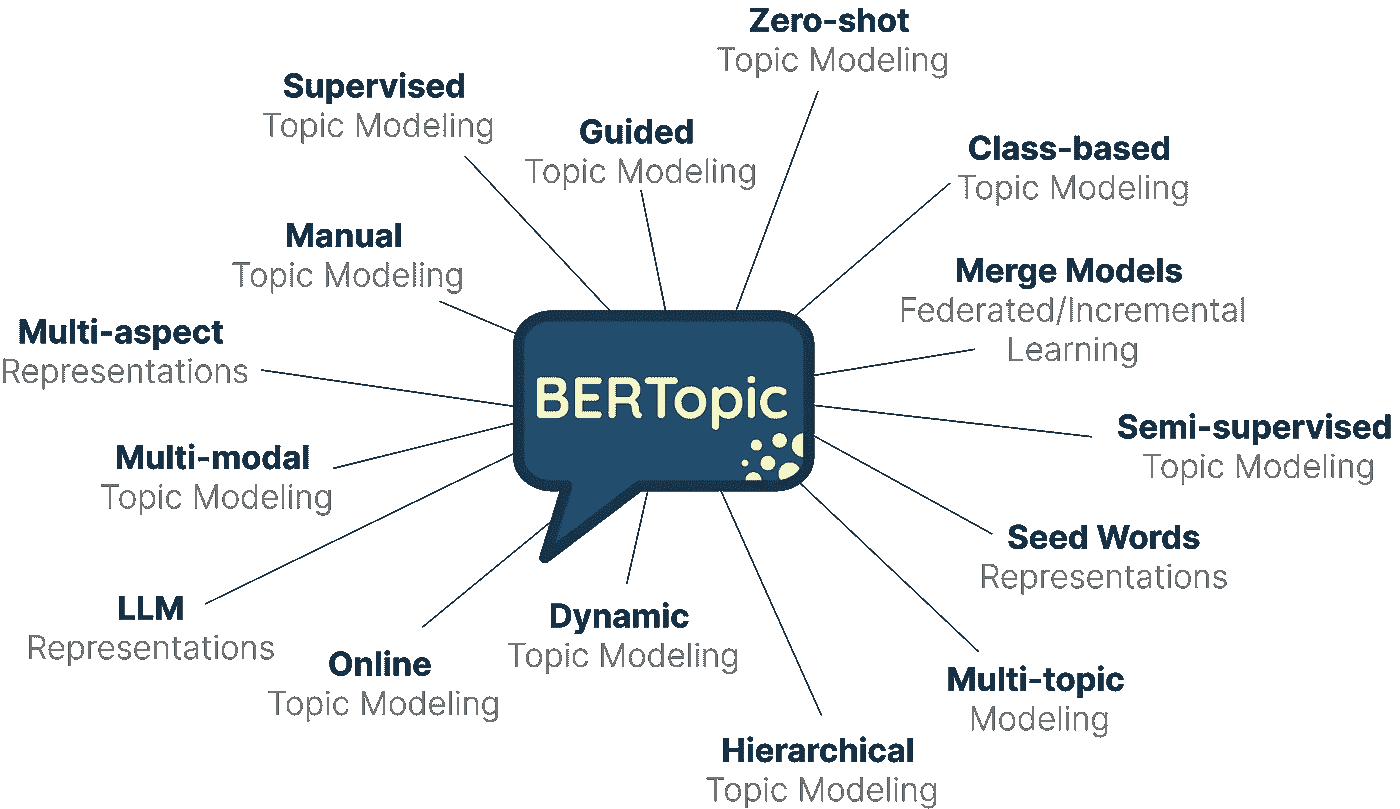 Zero-shot
Topic Modeling
Supervised
Topic Modeling
Guided
Topic Modeling
Class-based
Topic Modeling
Manual
Topic Modeling
Merge Models
Federated/Incremental
Learning
Multi-aspect
Representations
BERTopic
Semi-supervised
Topic Modeling
Multi-modal
Topic Modeling
Seed Words
Representations
LLM
Representations
Dynamic
Topic Modeling
Online
Topic Modeling
Multi-topic
Modeling
Hierarchical
Topic Modeling